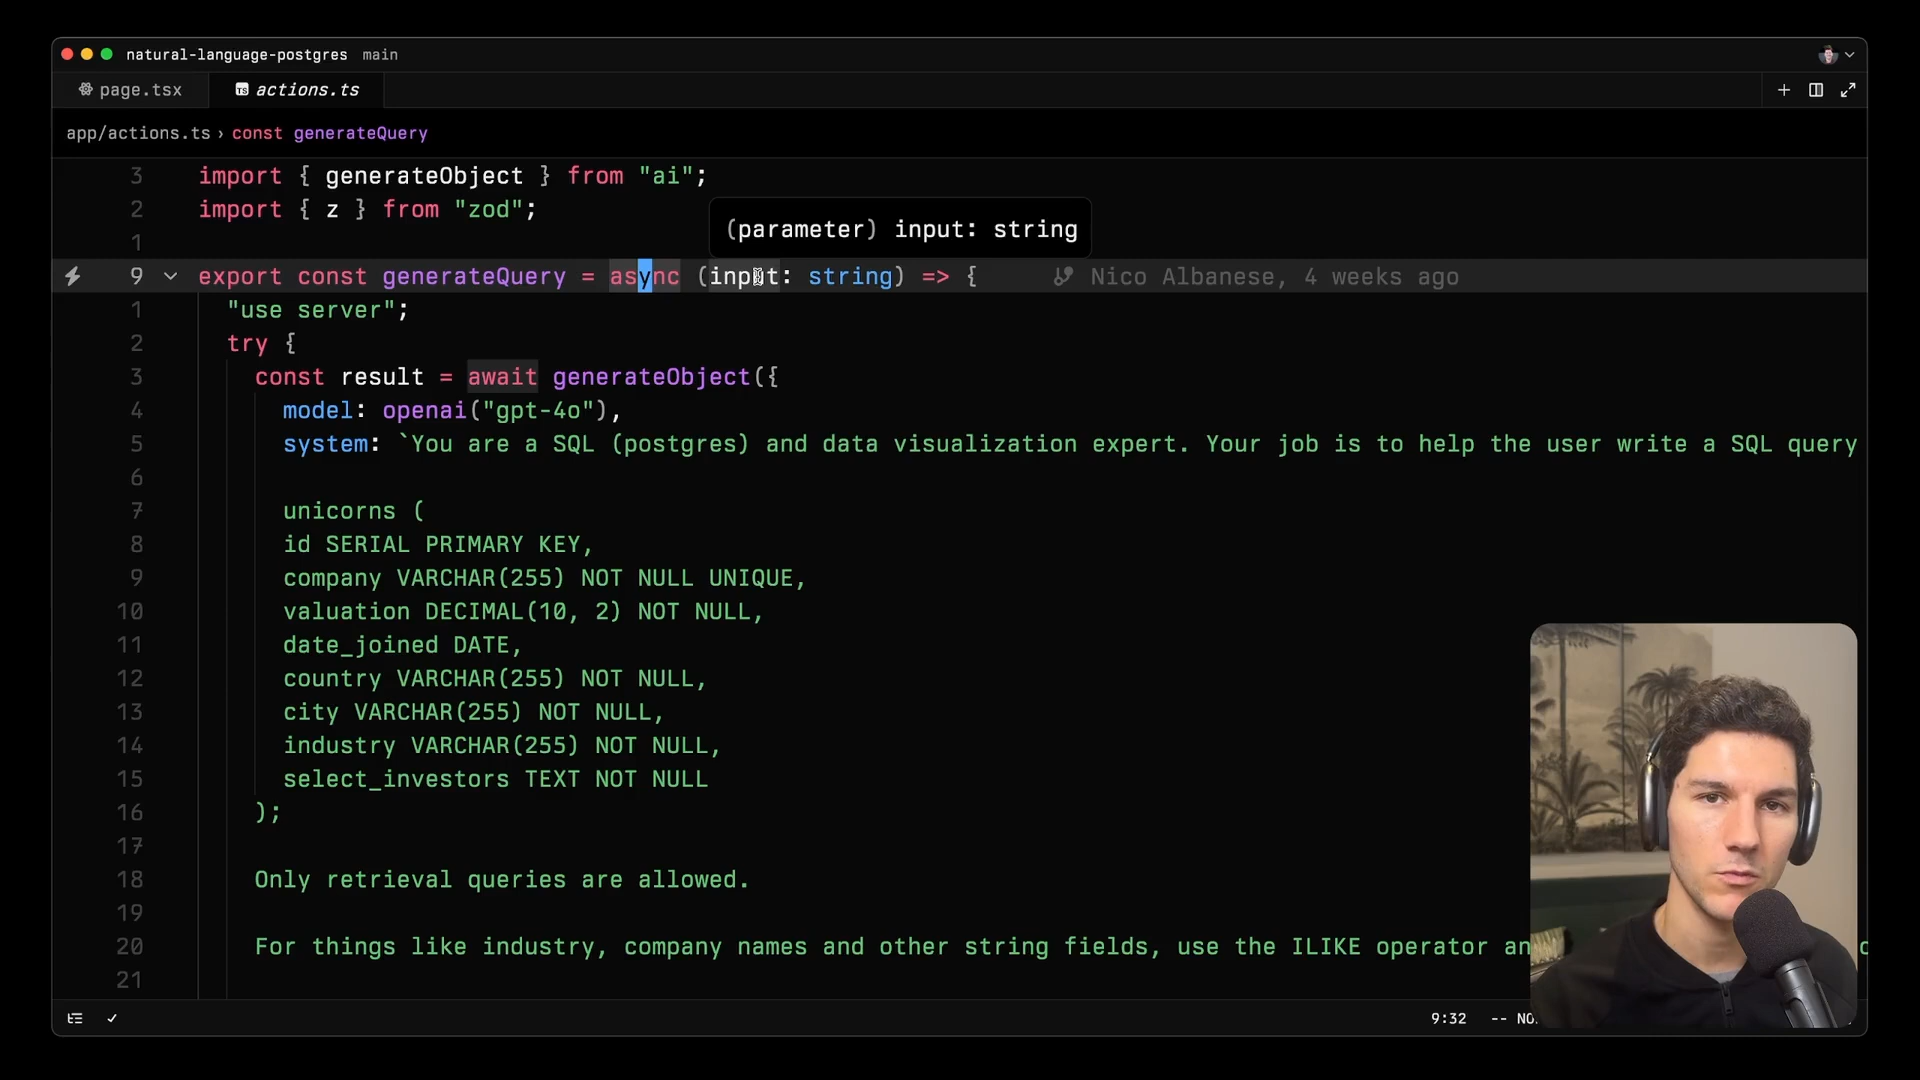 natural-language-postgres main
page.tsx
TS actions.ts
app/actions.ts › const generateQuery
3 import { generateObject } from "ai";
2 import { z } from "zod";
1
(parameter) input: string
9 export const generateQuery = async (input: string) => { Nico Albanese, 4 weeks ago
1 "use server";
2 try {
3 const result = await generateObject({
4 model: openai("gpt-4o"),
5 system: `You are a SQL (postgres) and data visualization expert. Your job is to help the user write a SQL query
6
7 unicorns (
8 id SERIAL PRIMARY KEY,
9 company VARCHAR(255) NOT NULL UNIQUE,
10 valuation DECIMAL(10, 2) NOT NULL,
11 date_joined DATE,
12 country VARCHAR(255) NOT NULL,
13 city VARCHAR(255) NOT NULL,
14 industry VARCHAR(255) NOT NULL,
15 select_investors TEXT NOT NULL
16 );
17
18 Only retrieval queries are allowed.
19
20 For things like industry, company names and other string fields, use the ILIKE operator
21
9:32 --